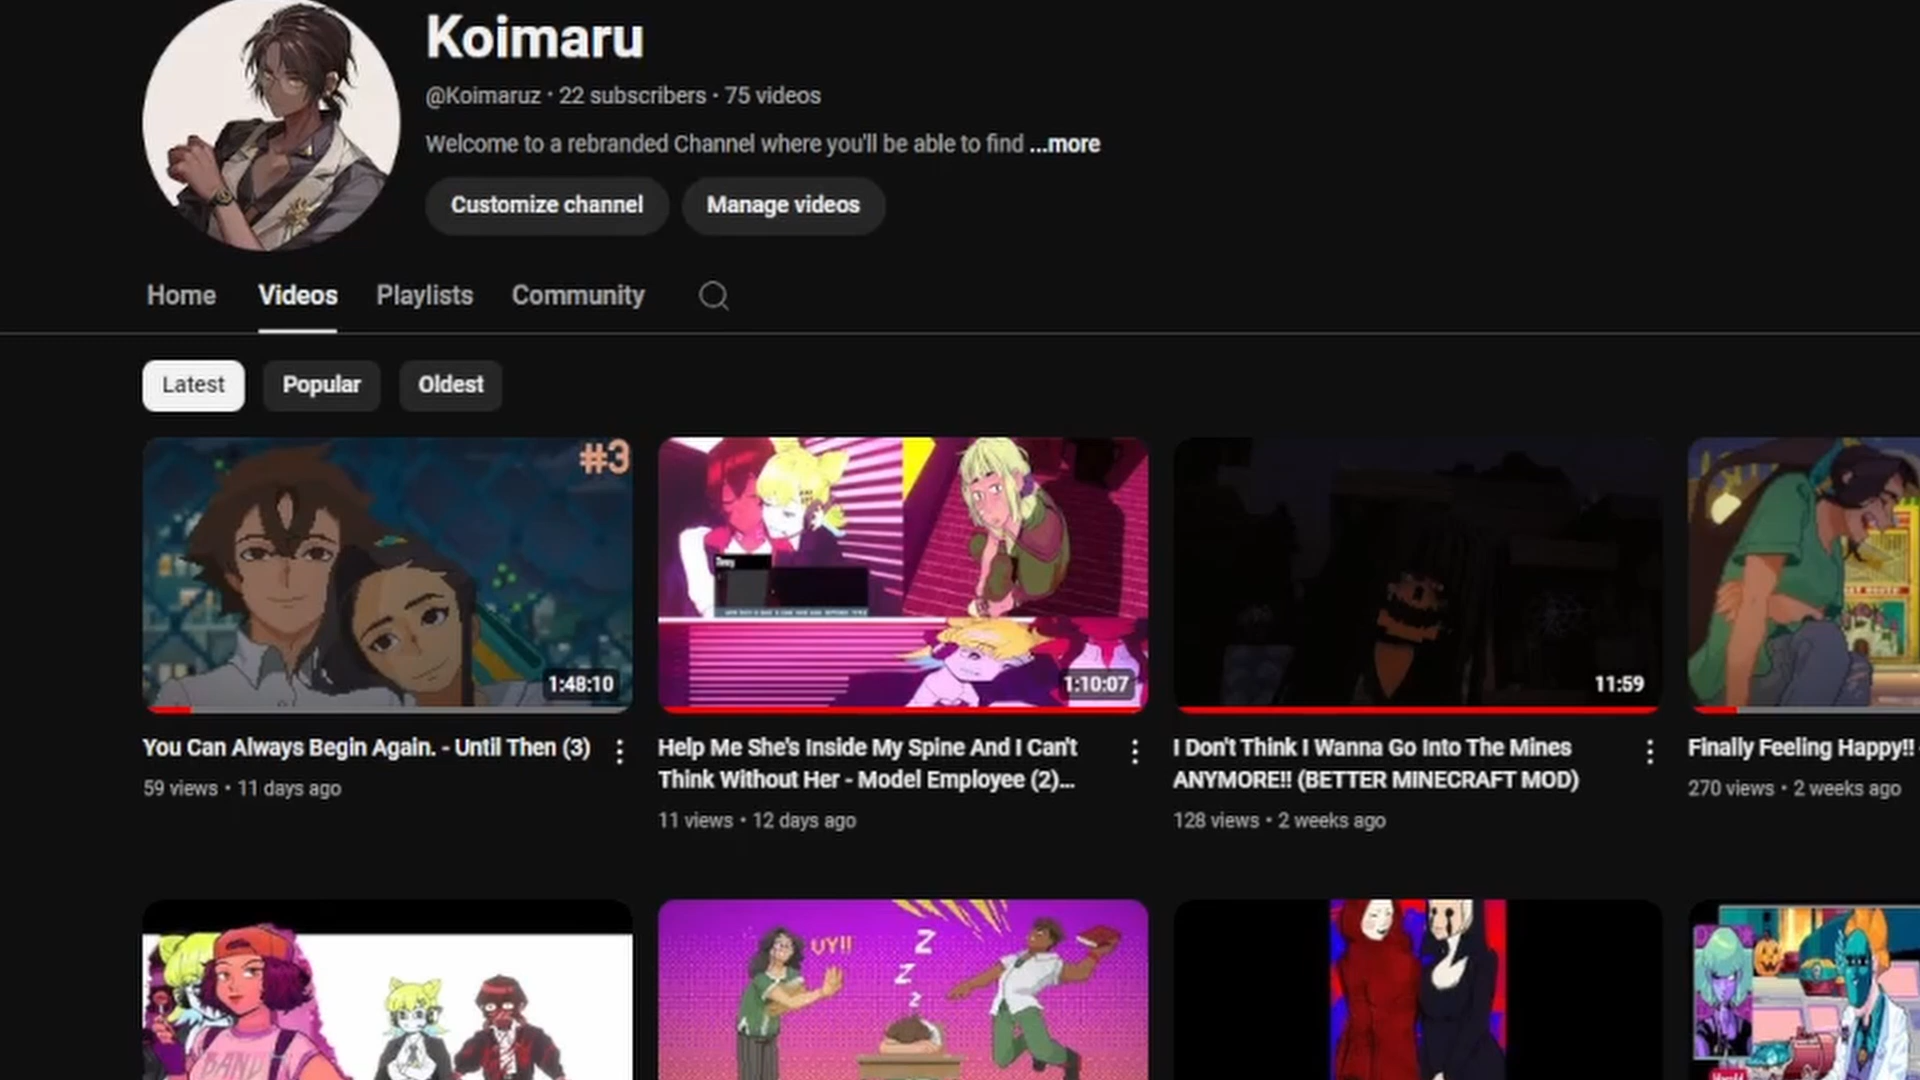 Koimaru
@Koimaruz · 22 subscribers · 75 videos
Welcome to a rebranded Channel where you'll be able to find ...more
Customize channel
Manage videos
Home
Videos
Playlists
Community
Latest
Popular
Oldest
#3
1:48:10
1:10:07
11:59
You Can Always Begin Again. - Until Then (3)
59 views • 11 days ago
Help Me She's Inside My Spine And I Can't
Think Without Her - Model Employee (2)...
11 views • 12 days ago
I Don't Think I Wanna Go Into The Mines
ANYMORE!! (BETTER MINECRAFT MOD)
128 views • 2 weeks ago
Finally Feeling Happy!!
270 views • 2 weeks ago
UY!!
Z
Z
Z